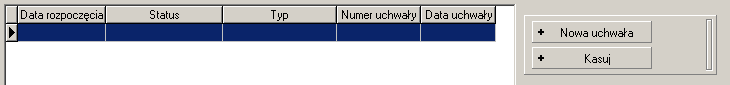 Data rozpoczęcia Status Typ Numer uchwały Data uchwały
Nowa uchwała
Kasuj